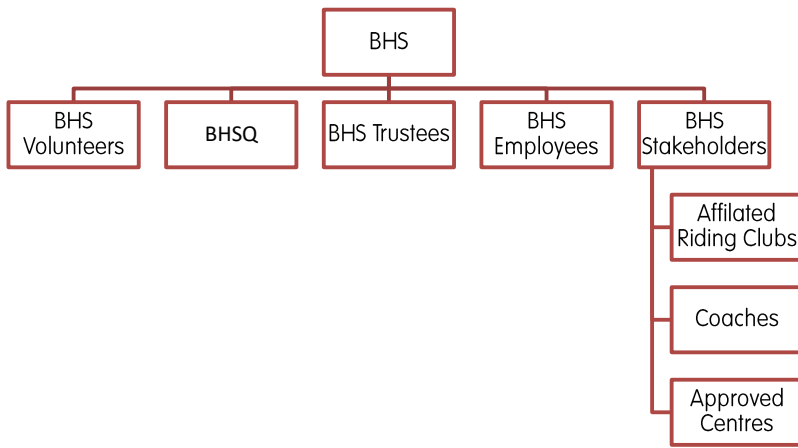 BHS
BHS
Volunteers
BHSQ
BHS Trustees
BHS
Employees
BHS
Stakeholders
Affilated
Riding Clubs
Coaches
Approved
Centres